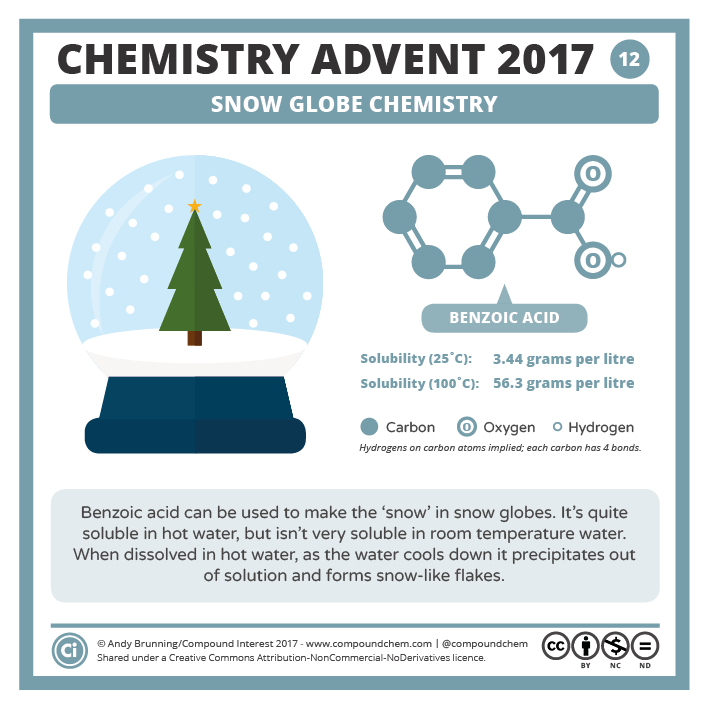 CHEMISTRY ADVENT 2017 12
SNOW GLOBE CHEMISTRY
O
O
BENZOIC ACID
Solubility (25˚C): 3.44 grams per litre
Solubility (100˚C): 56.3 grams per litre
Carbon O Oxygen Hydrogen
Hydrogens on carbon atoms implied; each carbon has 4 bonds.
Benzoic acid can be used to make the ‘snow’ in snow globes. It’s quite
soluble in hot water, but isn’t very soluble in room temperature water.
When dissolved in hot water, as the water cools down it precipitates out
of solution and forms snow-like flakes.
Ci © Andy Brunning/Compound Interest 2017 - www.compoundchem.com | @compoundchem
Shared under a Creative Commons Attribution-NonCommercial-NoDerivatives licence.
cc $ =
BY NC ND